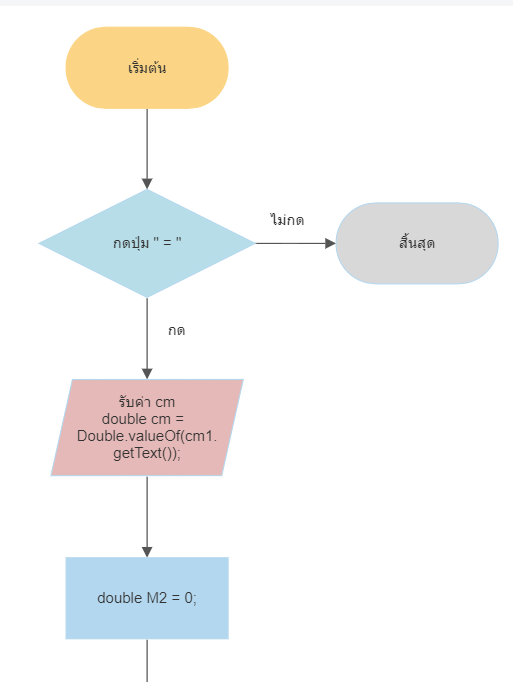 เริ่มต้น
กดปุ่ม " = "
ไม่กด
สิ้นสุด
กด
รับค่า cm
double cm =
Double.valueOf(cm1.
getText());
double M2 = 0;